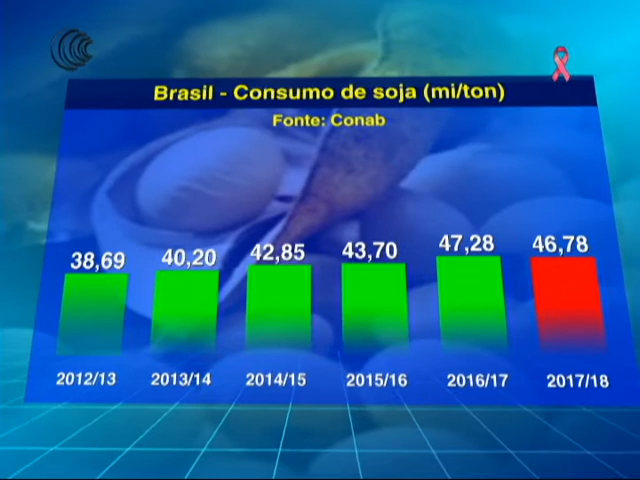 Brasil - Consumo de soja (mi/ton)
Fonte: Conab
38,69 40,20 42,85 43,70 47,28 46,78
2012/13 2013/14 2014/15 2015/16 2016/17 2017/18